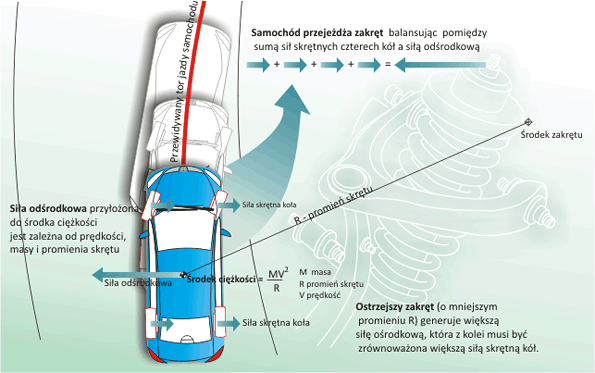 Samochód przejeżdża zakręt balansując pomiędzy
sumą sił skrętnych czterech kół a siłą odśrodkową
+ + + =
Przewidywany tor jazdy samochodu
Środek zakrętu
R - promień skrętu
Siła odśrodkowa przyłożona
do środka ciężkości
jest zależna od prędkości,
masy i promienia skrętu
Siła skrętna koła
Siła odśrodkowa
Środek ciężkości = MV²
R
M masa
R promień skrętu
V prędkość
Siła skrętna koła
Ostrzejszy zakręt (o mniejszym
promieniu R) generuje większą
siłę ośrodkową, która z kolei musi być
zrównoważona większą siłą skrętną kół.